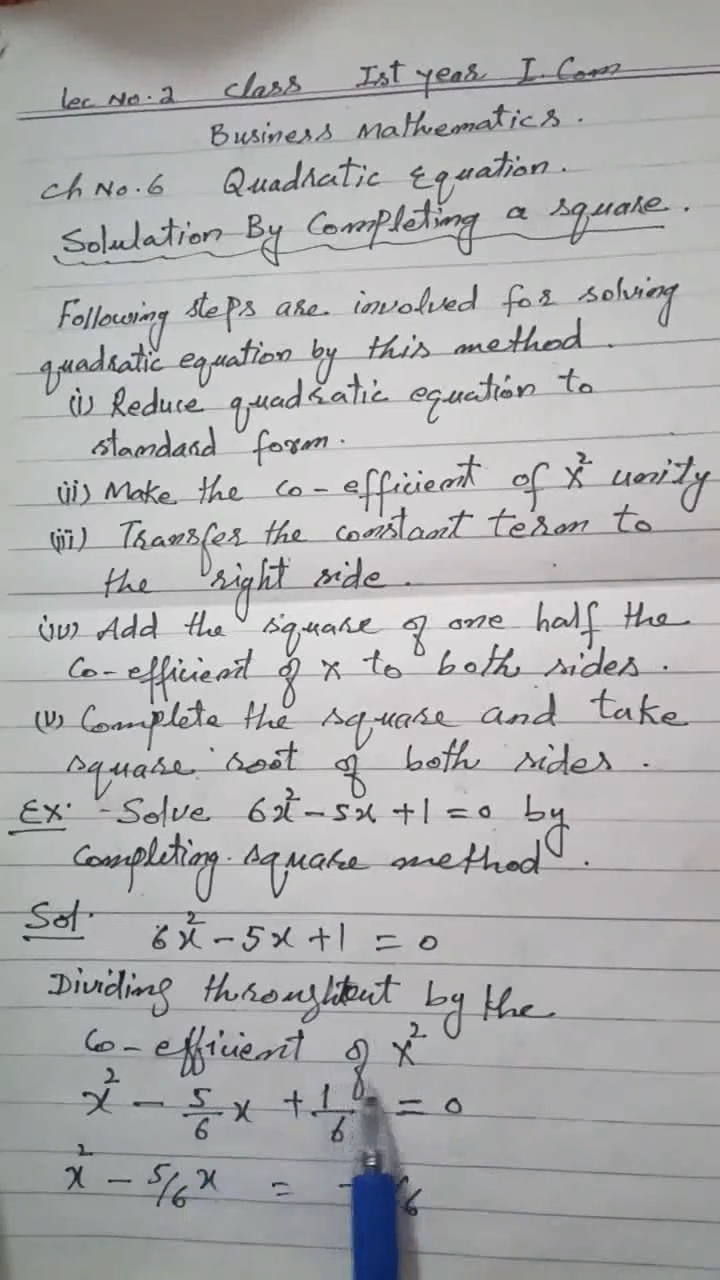 Lec No. 2 Class Ist year I. Com
Business Mathematics.
Ch No. 6 Quadratic Equation.
Solulation By Completing a square.
Following steps are involved for solving
quadratic equation by this method.
(i) Reduce quadratic equation to
standard form.
(ii) Make the co-efficient of x² unity
(iii) Transfer the constant term to
the right side.
(iv) Add the square of one half the
Co-efficient of x to both sides.
(v) Complete the square and take
square root of both sides.
Ex:- Solve 6x² - 5x + 1 = 0 by
Completing square method.
Sol. 6x² - 5x + 1 = 0
Dividing by the
Co-efficient of x²
x² - 5/6 x + 1/6 = 0
x² - 5/6 x = - 6